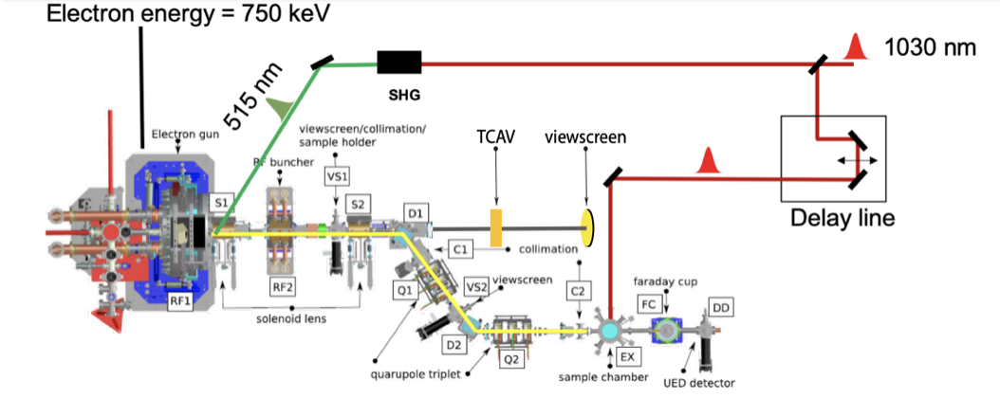 Electron energy = 750 keV
1030 nm
515 nm
SHG
Electron gun
viewscreen/collimation/
sample holder
TCAV
viewscreen
RF buncher
VS1
S1
S2
D1
Delay line
C1
collimation
Q1
VS2
viewscreen
C2
faraday cup
RF1
RF2
FC
DD
solenoid lens
D2
Q2
EX
quarupole triplet
sample chamber
UED detector